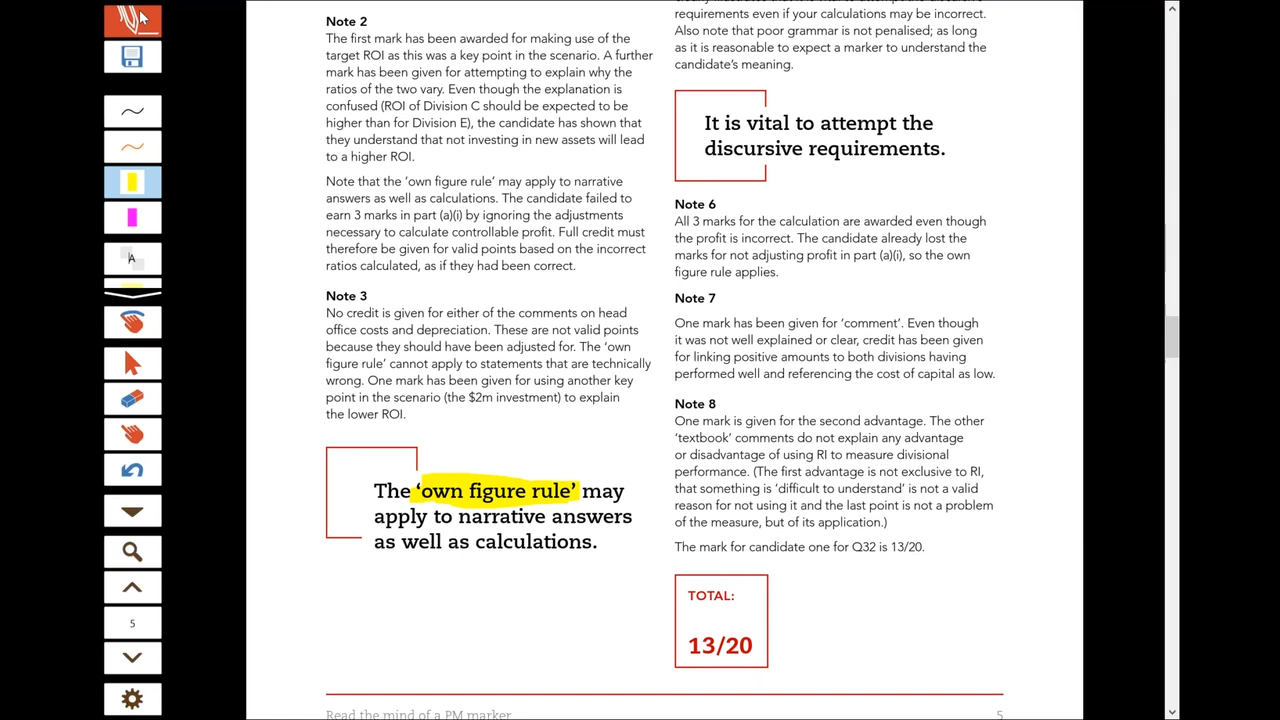 Note 2
The first mark has been awarded for making use of the
target ROI as this was a key point in the scenario. A further
mark has been given for attempting to explain why the
ratios of the two vary. Even though the explanation is
confused (ROI of Division C should be expected to be
higher than for Division E), the candidate has shown that
they understand that not investing in new assets will lead
to a higher ROI.
Note that the ‘own figure rule’ may apply to narrative
answers as well as calculations. The candidate failed to
earn 3 marks in part (a)(i) by ignoring the adjustments
necessary to calculate controllable profit. Full credit must
therefore be given for valid points based on the incorrect
ratios calculated, as if they had been correct.
Note 3
No credit is given for either of the comments on head
office costs and depreciation. These are not valid points
because they should have been adjusted for. The ‘own
figure rule’ cannot apply to statements that are technically
wrong. One mark has been given for using another key
point in the scenario (the $2m investment) to explain
the lower ROI.
The ‘own figure rule’ may
apply to narrative answers
as well as calculations.
requirements even if your calculations may be incorrect.
Also note that poor grammar is not penalised; as long
as it is reasonable to expect a marker to understand the
candidate’s meaning.
It is vital to attempt the
discursive requirements.
Note 6
All 3 marks for the calculation are awarded even though
the profit is incorrect. The candidate already lost the
marks for not adjusting profit in part (a)(i), so the own
figure rule applies.
Note 7
One mark has been given for ‘comment’. Even though
it was not well explained or clear, credit has been given
for linking positive amounts to both divisions having
performed well and referencing the cost of capital as low.
Note 8
One mark is given for the second advantage. The other
‘textbook’ comments do not explain any advantage
or disadvantage of using RI to measure divisional
performance. (The first advantage is not exclusive to RI,
that something is ‘difficult to understand’ is not a valid
reason for not using it and the last point is not a problem
of the measure, but of its application.)
The mark for candidate one for Q32 is 13/20.
TOTAL:
13/20
Read the mind of a PM marker
5
A
5